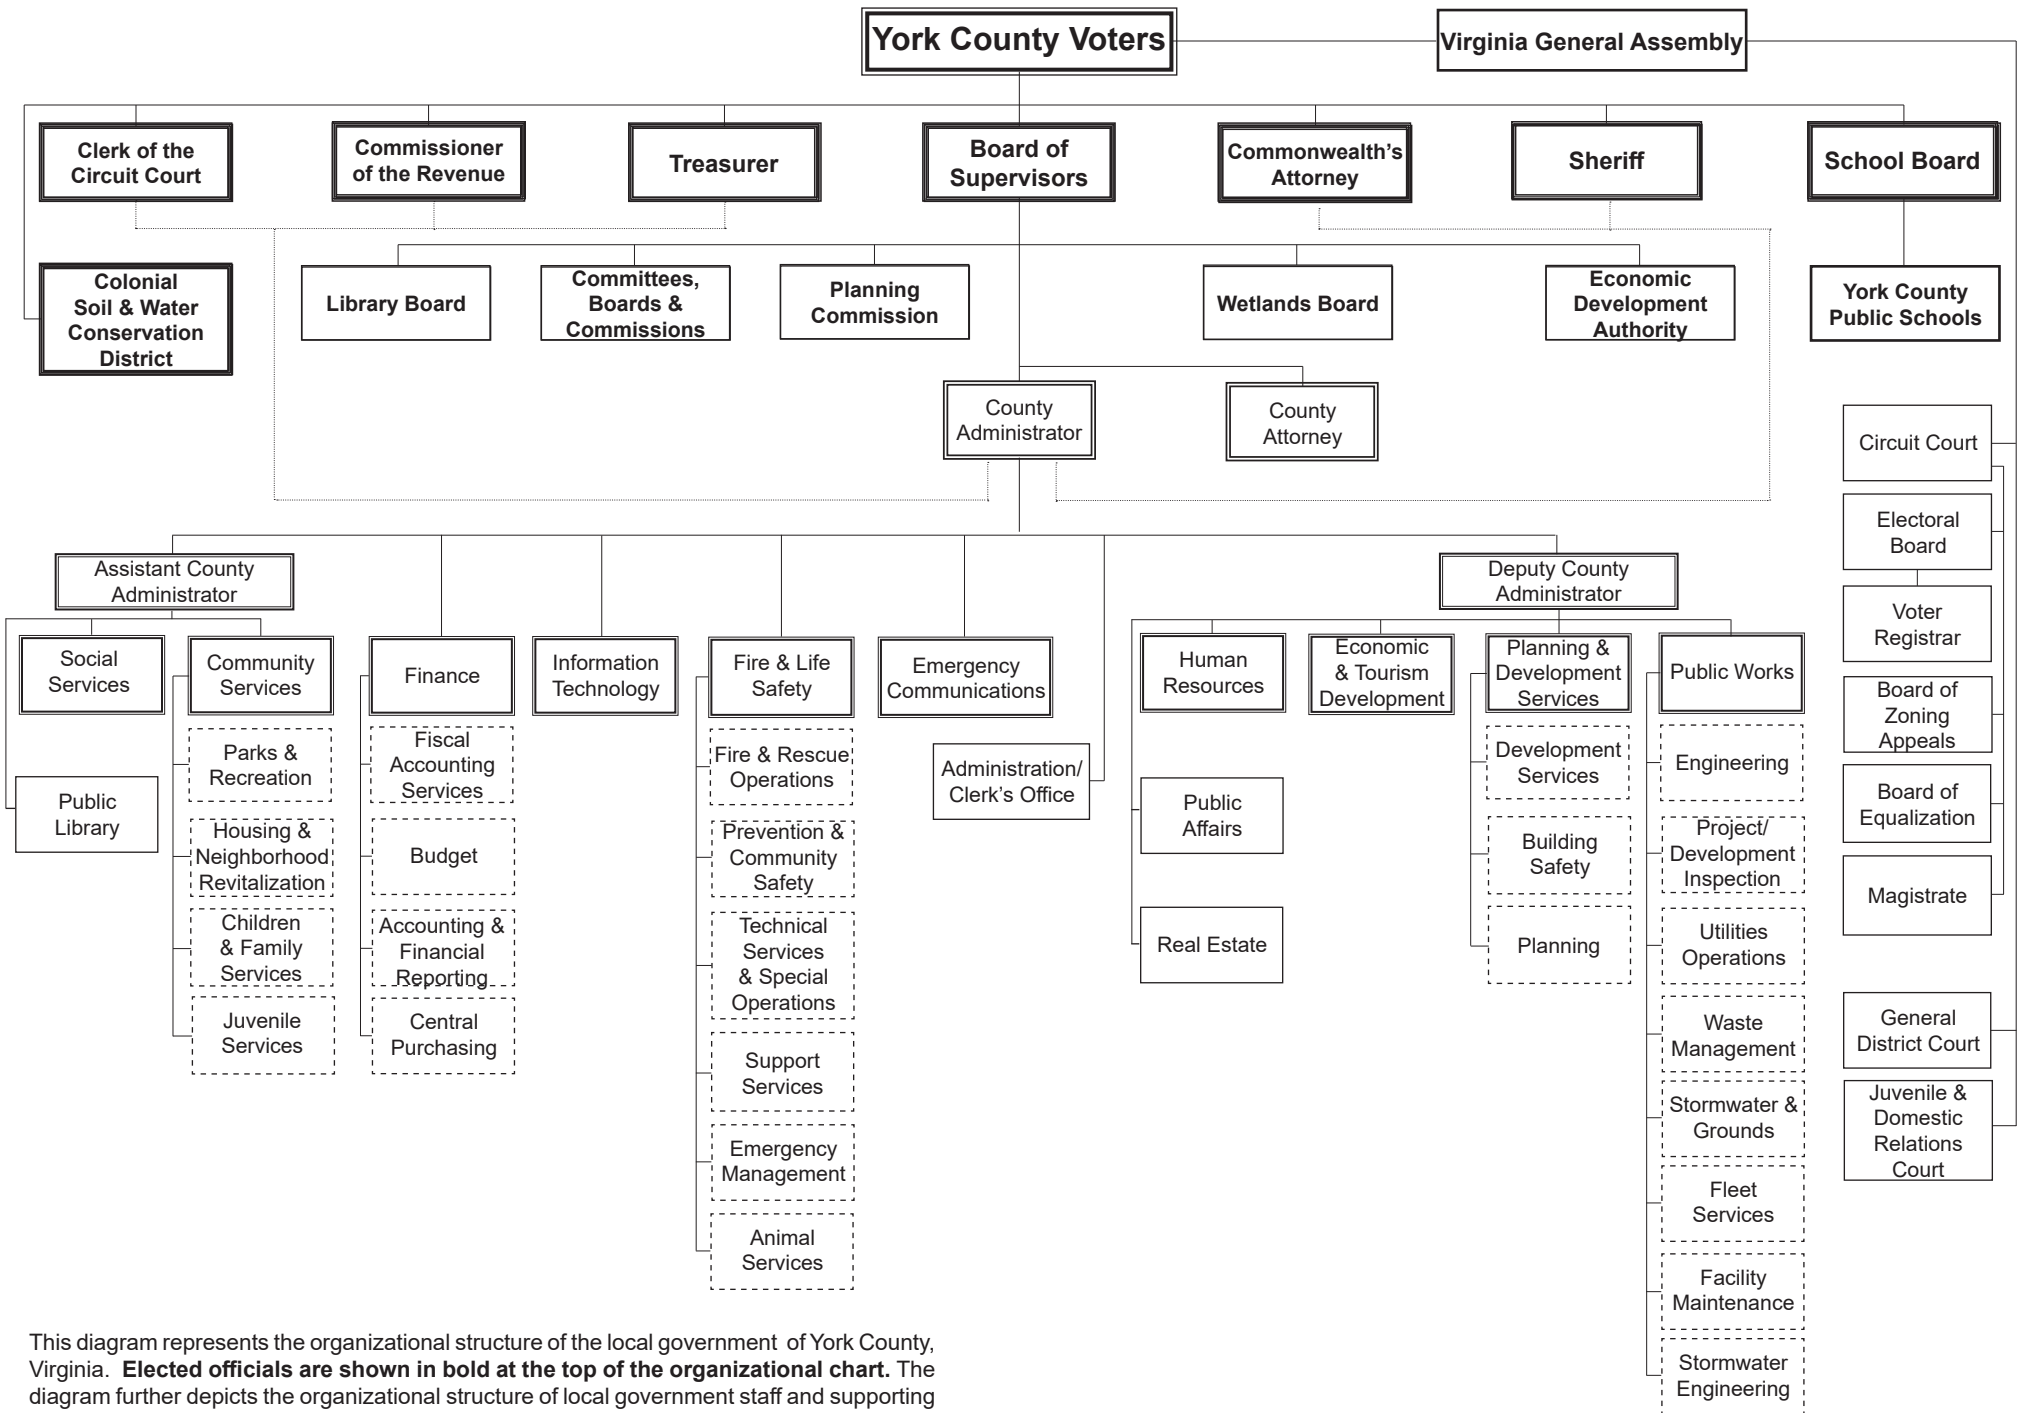 York County Voters
Virginia General Assembly
Clerk of the
Circuit Court
Commissioner
of the Revenue
Treasurer
Board of
Supervisors
Commonwealth’s
Attorney
Sheriff
School Board
Colonial
Soil & Water
Conservation
District
Library Board
Committees,
Boards &
Commissions
Planning
Commission
Wetlands Board
Economic
Development
Authority
York County
Public Schools
County
Administrator
County
Attorney
Circuit Court
Electoral
Board
Voter
Registrar
Board of
Zoning
Appeals
Board of
Equalization
Magistrate
General
District Court
Juvenile &
Domestic
Relations
Court
Assistant County
Administrator
Deputy County
Administrator
Social
Services
Public
Library
Community
Services
Parks &
Recreation
Housing &
Neighborhood
Revitalization
Children
& Family
Services
Juvenile
Services
Finance
Fiscal
Accounting
Services
Budget
Accounting &
Financial
Reporting
Central
Purchasing
Information
Technology
Fire & Life
Safety
Fire & Rescue
Operations
Prevention &
Community
Safety
Technical
Services
& Special
Operations
Support
Services
Emergency
Management
Animal
Services
Emergency
Communications
Administration/
Clerk’s Office
Human
Resources
Public
Affairs
Real Estate
Economic
& Tourism
Development
Planning &
Development
Services
Development
Services
Building
Safety
Planning
Public Works
Engineering
Project/
Development
Inspection
Utilities
Operations
Waste
Management
Stormwater &
Grounds
Fleet
Services
Facility
Maintenance
Stormwater
Engineering
This diagram represents the organizational structure of the local government of York County,
Virginia. Elected officials are shown in bold at the top of the organizational chart. The
diagram further depicts the organizational structure of local government staff and supporting